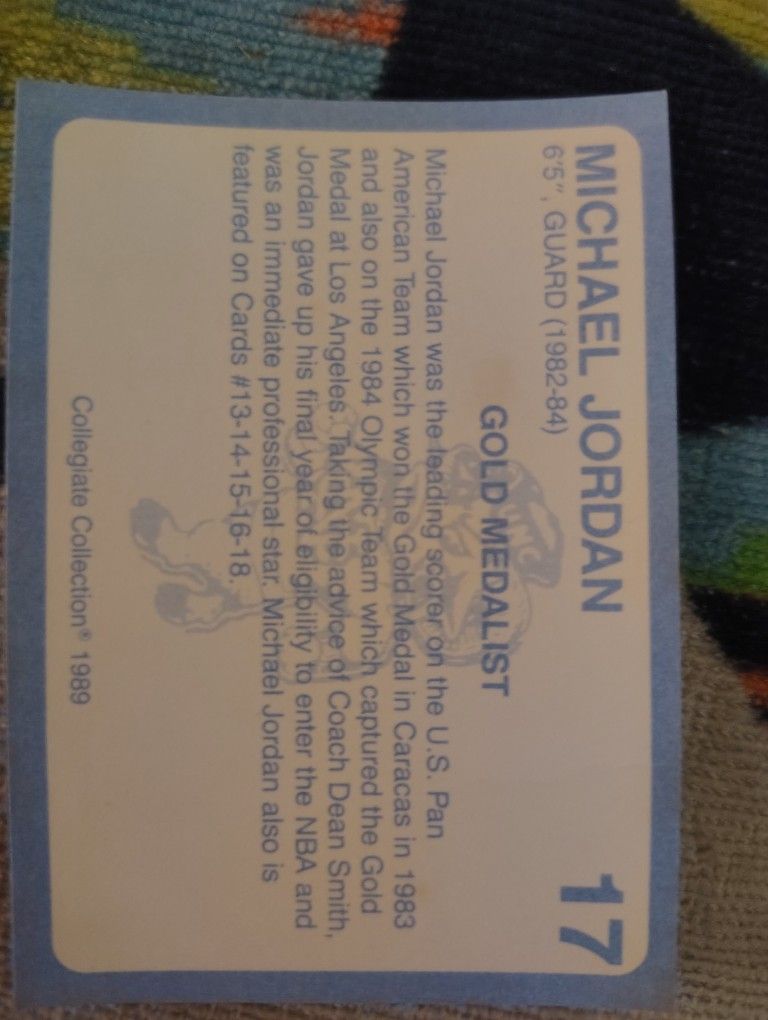 MICHAEL JORDAN 17
6'5", GUARD (1982-84)
GOLD MEDALIST
Michael Jordan was the leading scorer on the U.S. Pan
American Team which won the Gold Medal in Caracas in 1983
and also on the 1984 Olympic Team which captured the Gold
Medal at Los Angeles. Taking the advice of Coach Dean Smith,
Jordan gave up his final year of eligibility to enter the NBA and
was an immediate professional star. Michael Jordan also is
featured on Cards #13-14-15-16-18.
Collegiate Collection® 1989